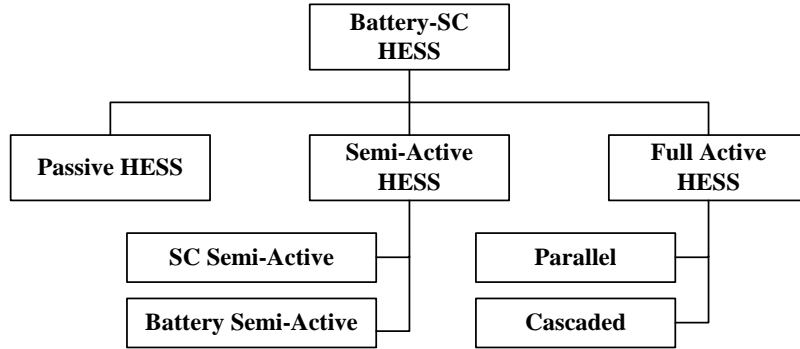 Battery-SC
HESS
Passive HESS
Semi-Active
HESS
Full Active
HESS
SC Semi-Active
Parallel
Battery Semi-Active
Cascaded